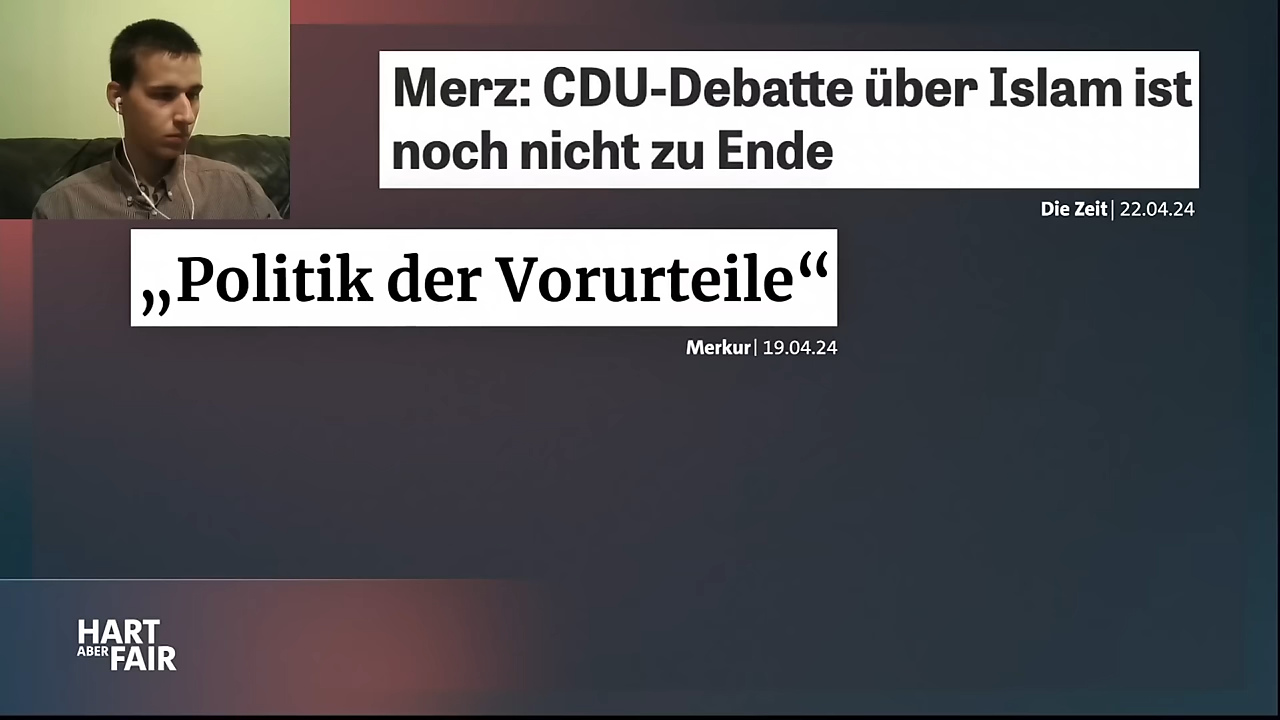 Merz: CDU-Debatte über Islam ist
noch nicht zu Ende
Die Zeit | 22.04.24
„Politik der Vorurteile“
Merkur | 19.04.24
HART
ABER FAIR